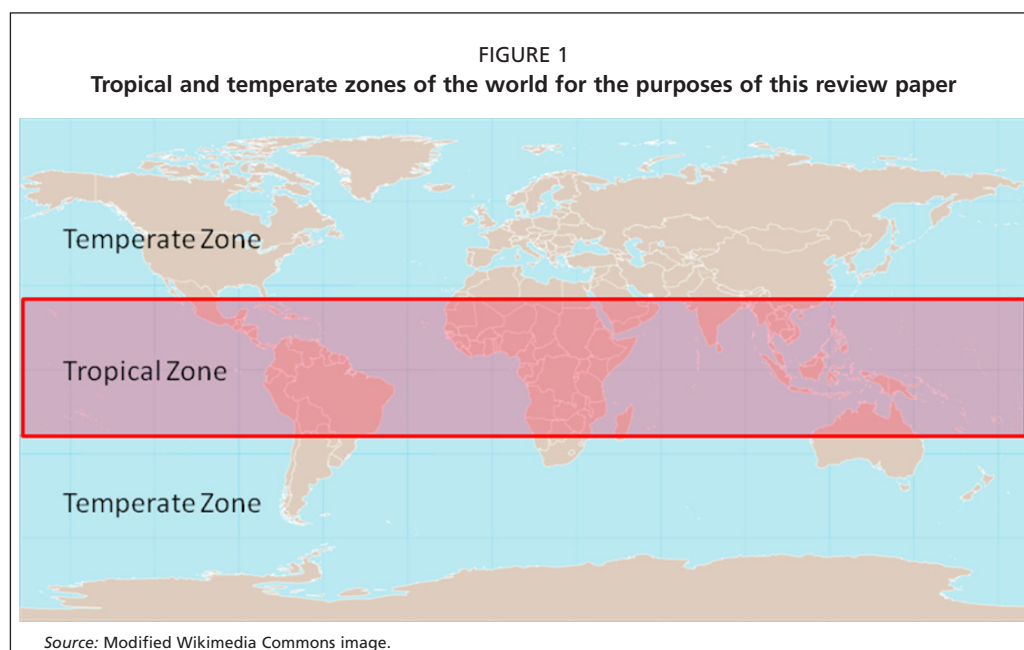 FIGURE 1
Tropical and temperate zones of the world for the purposes of this review paper
Temperate Zone
Tropical Zone
Temperate Zone
Source: Modified Wikimedia Commons image.